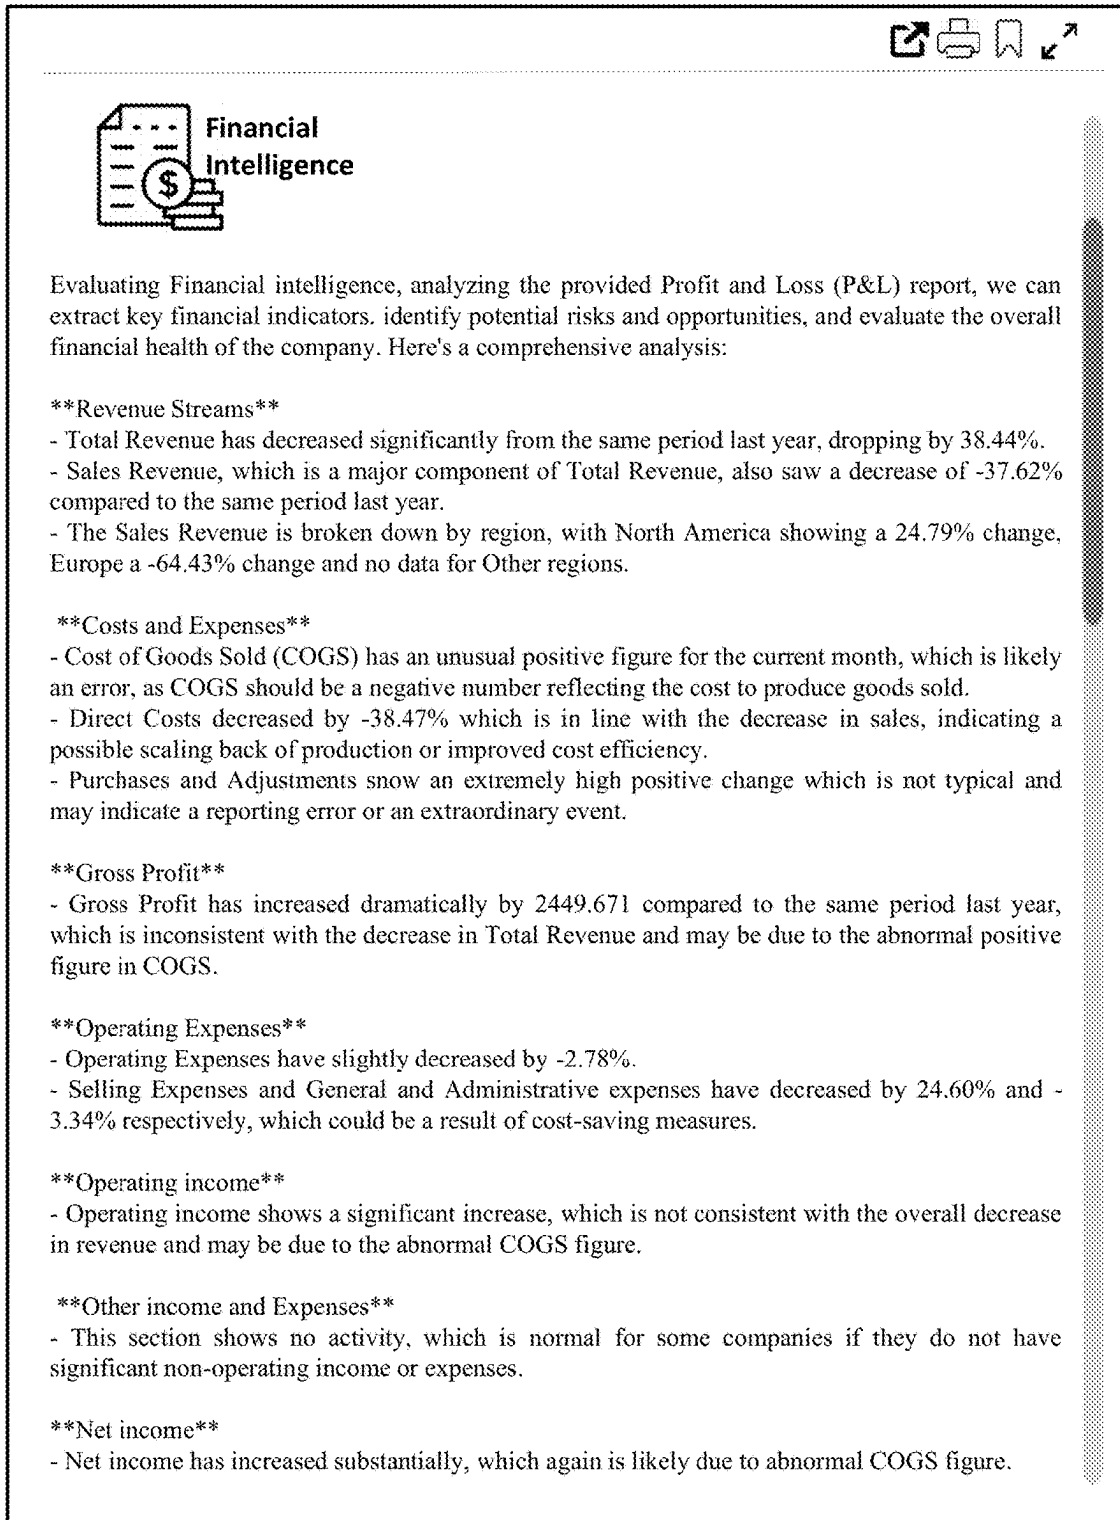 Financial
Intelligence
$
Evaluating Financial intelligence, analyzing the provided Profit and Loss (P&L) report, we can
extract key financial indicators. identify potential risks and opportunities, and evaluate the overall
financial health of the company. Here's a comprehensive analysis:
**Revenue Streams**
- Total Revenue has decreased significantly from the same period last year, dropping by 38.44%.
- Sales Revenue, which is a major component of Total Revenue, also saw a decrease of -37.62%
compared to the same period last year.
- The Sales Revenue is broken down by region, with North America showing a 24.79% change,
Europe a -64.43% change and no data for Other regions.
**Costs and Expenses**
- Cost of Goods Sold (COGS) has an unusual positive figure for the current month, which is likely
an error, as COGS should be a negative number reflecting the cost to produce goods sold.
- Direct Costs decreased by -38.47% which is in line with the decrease in sales, indicating a
possible scaling back of production or improved cost efficiency.
- Purchases and Adjustments snow an extremely high positive change which is not typical and
may indicate a reporting error or an extraordinary event.
**Gross Profit**
- Gross Profit has increased dramatically by 2449.671 compared to the same period last year,
which is inconsistent with the decrease in Total Revenue and may be due to the abnormal positive
figure in COGS.
**Operating Expenses**
- Operating Expenses have slightly decreased by -2.78%.
- Selling Expenses and General and Administrative expenses have decreased by 24.60% and -
3.34% respectively, which could be a result of cost-saving measures.
**Operating income**
- Operating income shows a significant increase, which is not consistent with the overall decrease
in revenue and may be due to the abnormal COGS figure.
**Other income and Expenses**
- This section shows no activity, which is normal for some companies if they do not have
significant non-operating income or expenses.
**Net income**
- Net income has increased substantially, which again is likely due to abnormal COGS figure.